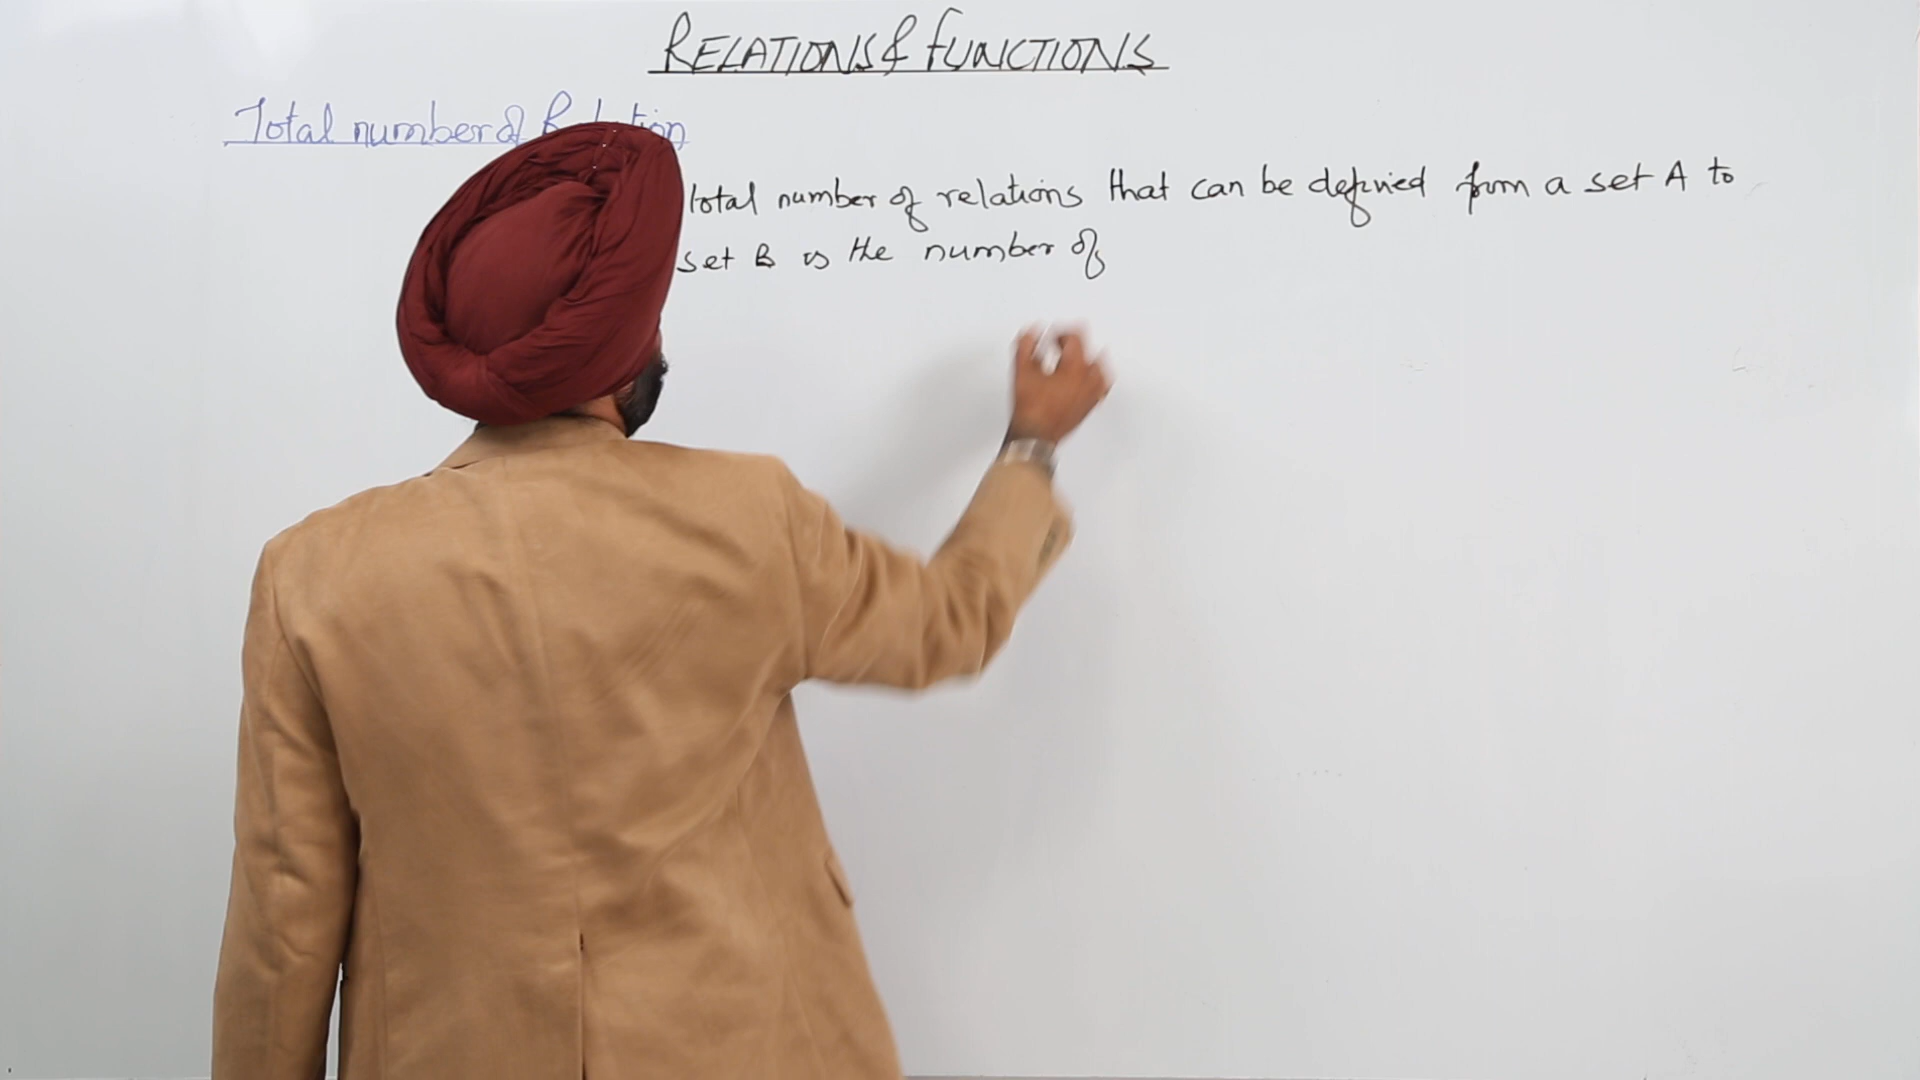 RELATIONS & FUNCTIONS
Total number of
total number of relations that can be defined from a set A to
set B is the number of